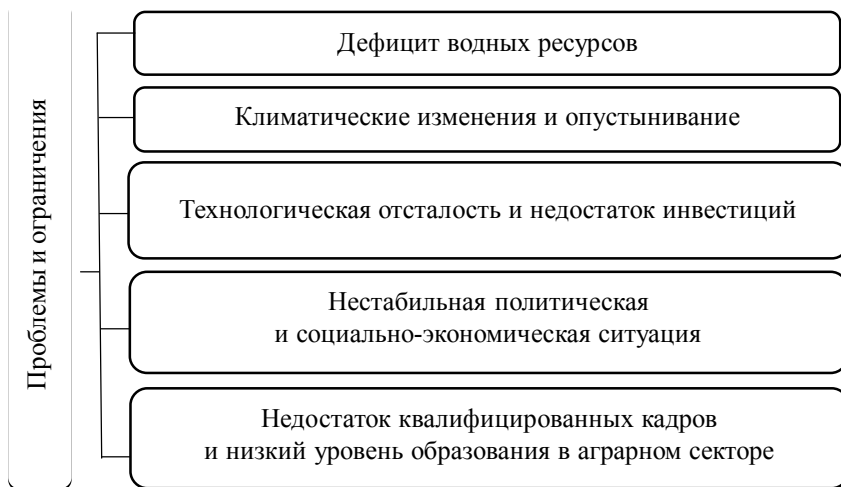 Проблемы и ограничения
Дефицит водных ресурсов
Климатические изменения и опустынивание
Технологическая отсталость и недостаток инвестиций
Нестабильная политическая
и социально-экономическая ситуация
Недостаток квалифицированных кадров
и низкий уровень образования в аграрном секторе